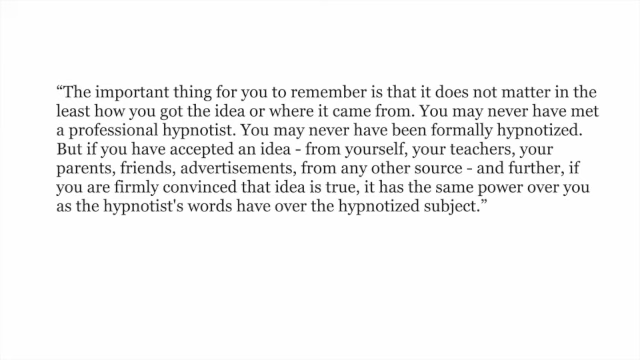 “The important thing for you to remember is that it does not matter in the
least how you got the idea or where it came from. You may never have met
a professional hypnotist. You may never have been formally hypnotized.
But if you have accepted an idea - from yourself, your teachers, your
parents, friends, advertisements, from any other source - and further, if
you are firmly convinced that idea is true, it has the same power over you
as the hypnotist's words have over the hypnotized subject.”